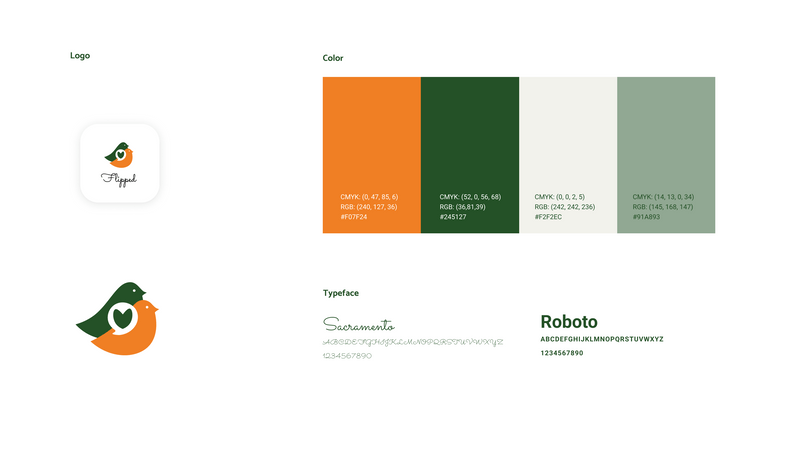 Logo
Flipped
Color
CMYK: (0, 47, 85, 6)
RGB: (240, 127, 36)
#F07F24
CMYK: (52, 0, 56, 68)
RGB: (36,81,39)
#245127
CMYK: (0, 0, 2, 5)
RGB: (242, 242, 236)
#F2F2EC
CMYK: (14, 13, 0, 34)
RGB: (145, 168, 147)
#91A893
Typeface
Sacramento
ABCDEFGHIJKLMNOPQRSTUVWXYZ
1234567890
Roboto
ABCDEFGHIJKLMNOPQRSTUVWXYZ
1234567890